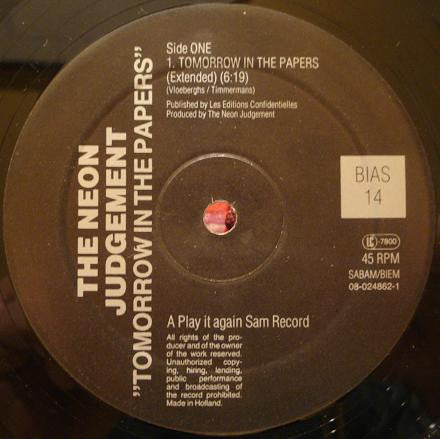 THE NEON
JUDGEMENT
"TOMORROW IN THE PAPERS"
Side ONE
1. TOMORROW IN THE PAPERS
(Extended) (6:19)
(Vloeberghs / Timmermans)
Published by Les Editions Confidentielles
Produced by The Neon Judgement
BIAS
14
LC-7800
45 RPM
SABAM/BIEM
08-024862-1
A Play it again Sam Record
All rights of the pro-
ducer and of the owner
of the work reserved.
Unauthorized copy-
ing, hiring, lending,
public performance
and broadcasting of
the record prohibited.
Made in Holland.